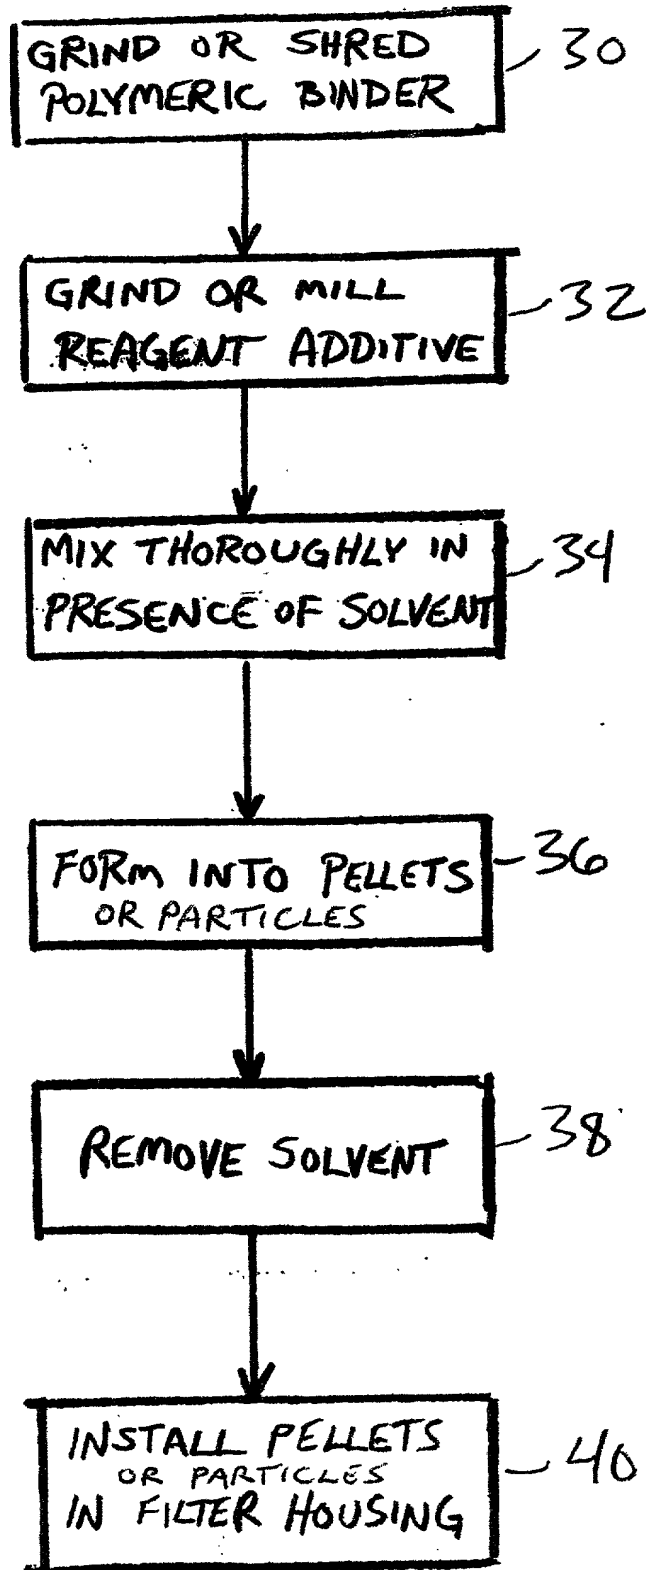 GRIND OR SHRED
POLYMERIC BINDER
30
GRIND OR MILL
REAGENT ADDITIVE
32
MIX THOROUGHLY IN
PRESENCE OF SOLVENT
34
FORM INTO PELLETS
OR PARTICLES
36
REMOVE SOLVENT
38
INSTALL PELLETS
OR PARTICLES
IN FILTER HOUSING
40